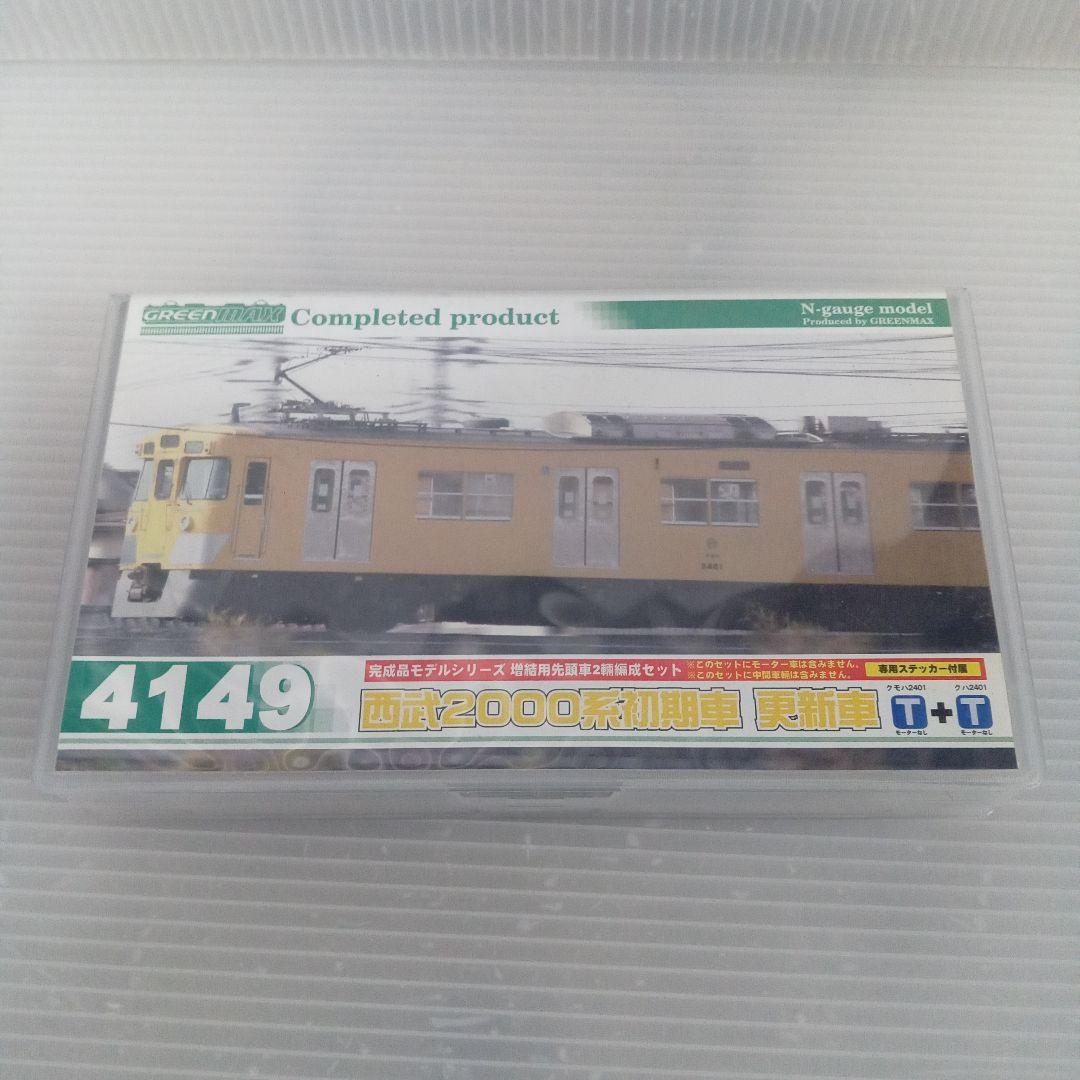 GREENMAX Completed product
N-gauge model
Produced by GREENMAX
4149
完成品モデルシリーズ 増結用先頭車2輛編成セット
※このセットにモーター車は含みません。
※このセットに中間車輛は含みません。
専用ステッカー付属
西武2000系初期車 更新車
クモハ2401 クハ2401
T+T
モーターなし モーターなし